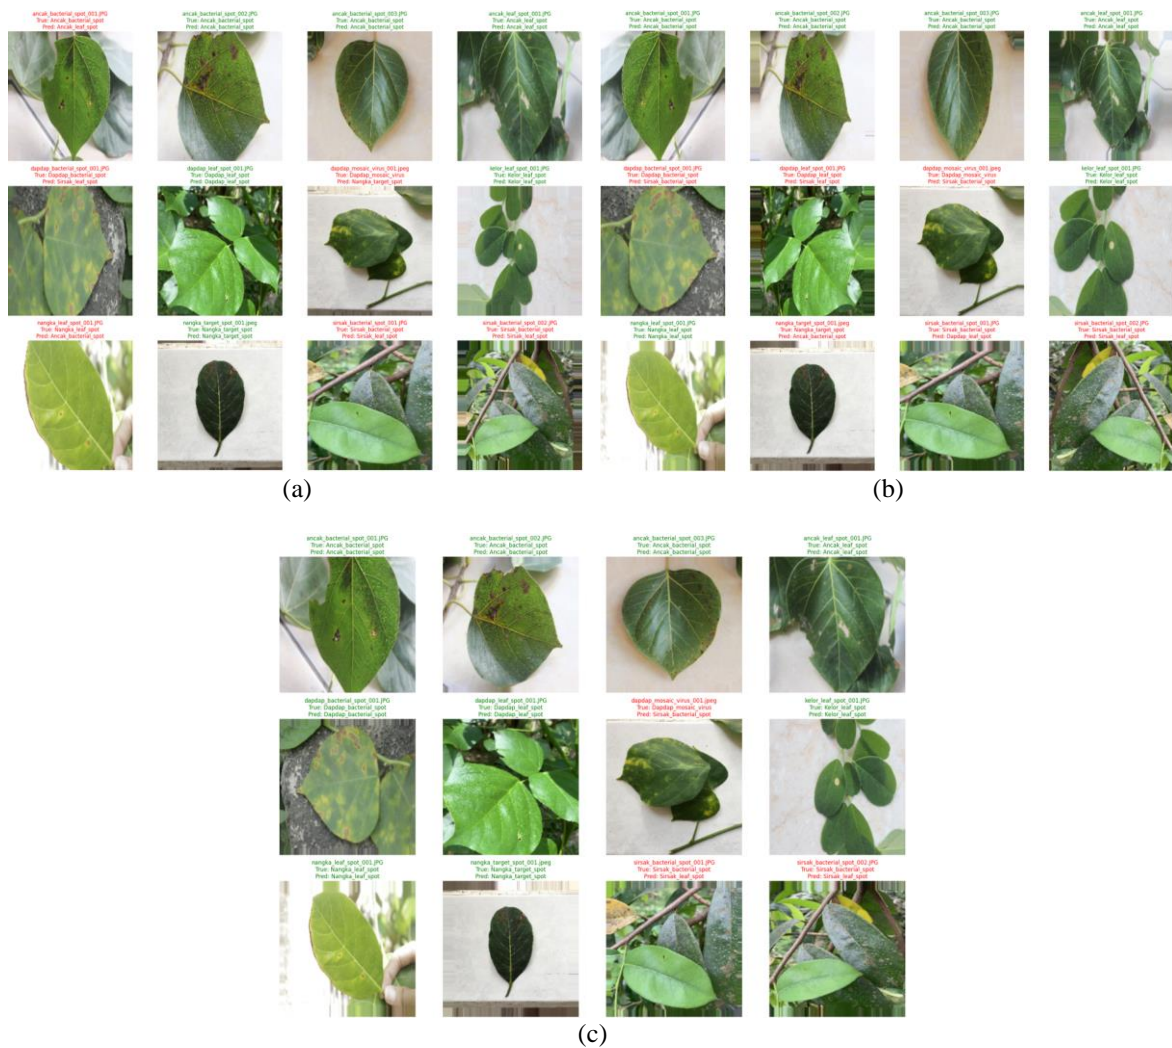 ancak_bacterial_spot_001.JPG
True: Ancak_bacterial_spot
Pred: Ancak_leaf_spot
ancak_bacterial_spot_002.JPG
True: Ancak_bacterial_spot
Pred: Ancak_bacterial_spot
ancak_bacterial_spot_003.JPG
True: Ancak_bacterial_spot
Pred: Ancak_bacterial_spot
ancak_leaf_spot_001.JPG
True: Ancak_leaf_spot
Pred: Ancak_leaf_spot
dapdap_bacterial_spot_001.JPG
True: Dapdap_bacterial_spot
Pred: Sirsak_leaf_spot
dapdap_leaf_spot_001.JPG
True: Dapdap_leaf_spot
Pred: Dapdap_leaf_spot
dapdap_mosaic_virus_001.jpeg
True: Dapdap_mosaic_virus
Pred: Nangka_target_spot
kelor_leaf_spot_001.JPG
True: Kelor_leaf_spot
Pred: Kelor_leaf_spot
nangka_leaf_spot_001.JPG
True: Nangka_leaf_spot
Pred: Ancak_bacterial_spot
nangka_target_spot_001.jpeg
True: Nangka_target_spot
Pred: Nangka_target_spot
sirsak_bacterial_spot_001.JPG
True: Sirsak_bacterial_spot
Pred: Sirsak_leaf_spot
sirsak_bacterial_spot_002.JPG
True: Sirsak_bacterial_spot
Pred: Sirsak_leaf_spot
(a)
ancak_bacterial_spot_001.JPG
True: Ancak_bacterial_spot
Pred: Ancak_bacterial_spot
ancak_bacterial_spot_002.JPG
True: Ancak_bacterial_spot
Pred: Ancak_bacterial_spot
ancak_bacterial_spot_003.JPG
True: Ancak_bacterial_spot
Pred: Ancak_bacterial_spot
ancak_leaf_spot_001.JPG
True: Ancak_leaf_spot
Pred: Ancak_leaf_spot
dapdap_bacterial_spot_001.JPG
True: Dapdap_bacterial_spot
Pred: Sirsak_bacterial_spot
dapdap_leaf_spot_001.JPG
True: Dapdap_leaf_spot
Pred: Sirsak_leaf_spot
dapdap_mosaic_virus_001.jpeg
True: Dapdap_mosaic_virus
Pred: Sirsak_bacterial_spot
kelor_leaf_spot_001.JPG
True: Kelor_leaf_spot
Pred: Kelor_leaf_spot
nangka_leaf_spot_001.JPG
True: Nangka_leaf_spot
Pred: Nangka_leaf_spot
nangka_target_spot_001.jpeg
True: Nangka_target_spot
Pred: Ancak_bacterial_spot
sirsak_bacterial_spot_001.JPG
True: Sirsak_bacterial_spot
Pred: Dapdap_leaf_spot
sirsak_bacterial_spot_002.JPG
True: Sirsak_bacterial_spot
Pred: Sirsak_leaf_spot
(b)
ancak_bacterial_spot_001.JPG
True: Ancak_bacterial_spot
Pred: Ancak_bacterial_spot
ancak_bacterial_spot_002.JPG
True: Ancak_bacterial_spot
Pred: Ancak_bacterial_spot
ancak_bacterial_spot_003.JPG
True: Ancak_bacterial_spot
Pred: Ancak_bacterial_spot
ancak_leaf_spot_001.JPG
True: Ancak_leaf_spot
Pred: Ancak_leaf_spot
dapdap_bacterial_spot_001.JPG
True: Dapdap_bacterial_spot
Pred: Dapdap_bacterial_spot
dapdap_leaf_spot_001.JPG
True: Dapdap_leaf_spot
Pred: Dapdap_leaf_spot
dapdap_mosaic_virus_001.jpeg
True: Dapdap_mosaic_virus
Pred: Sirsak_bacterial_spot
kelor_leaf_spot_001.JPG
True: Kelor_leaf_spot
Pred: Kelor_leaf_spot
nangka_leaf_spot_001.JPG
True: Nangka_leaf_spot
Pred: Nangka_leaf_spot
nangka_target_spot_001.jpeg
True: Nangka_target_spot
Pred: Nangka_target_spot
sirsak_bacterial_spot_001.JPG
True: Sirsak_bacterial_spot
Pred: Sirsak_leaf_spot
sirsak_bacterial_spot_002.JPG
True: Sirsak_bacterial_spot
Pred: Sirsak_leaf_spot
(c)